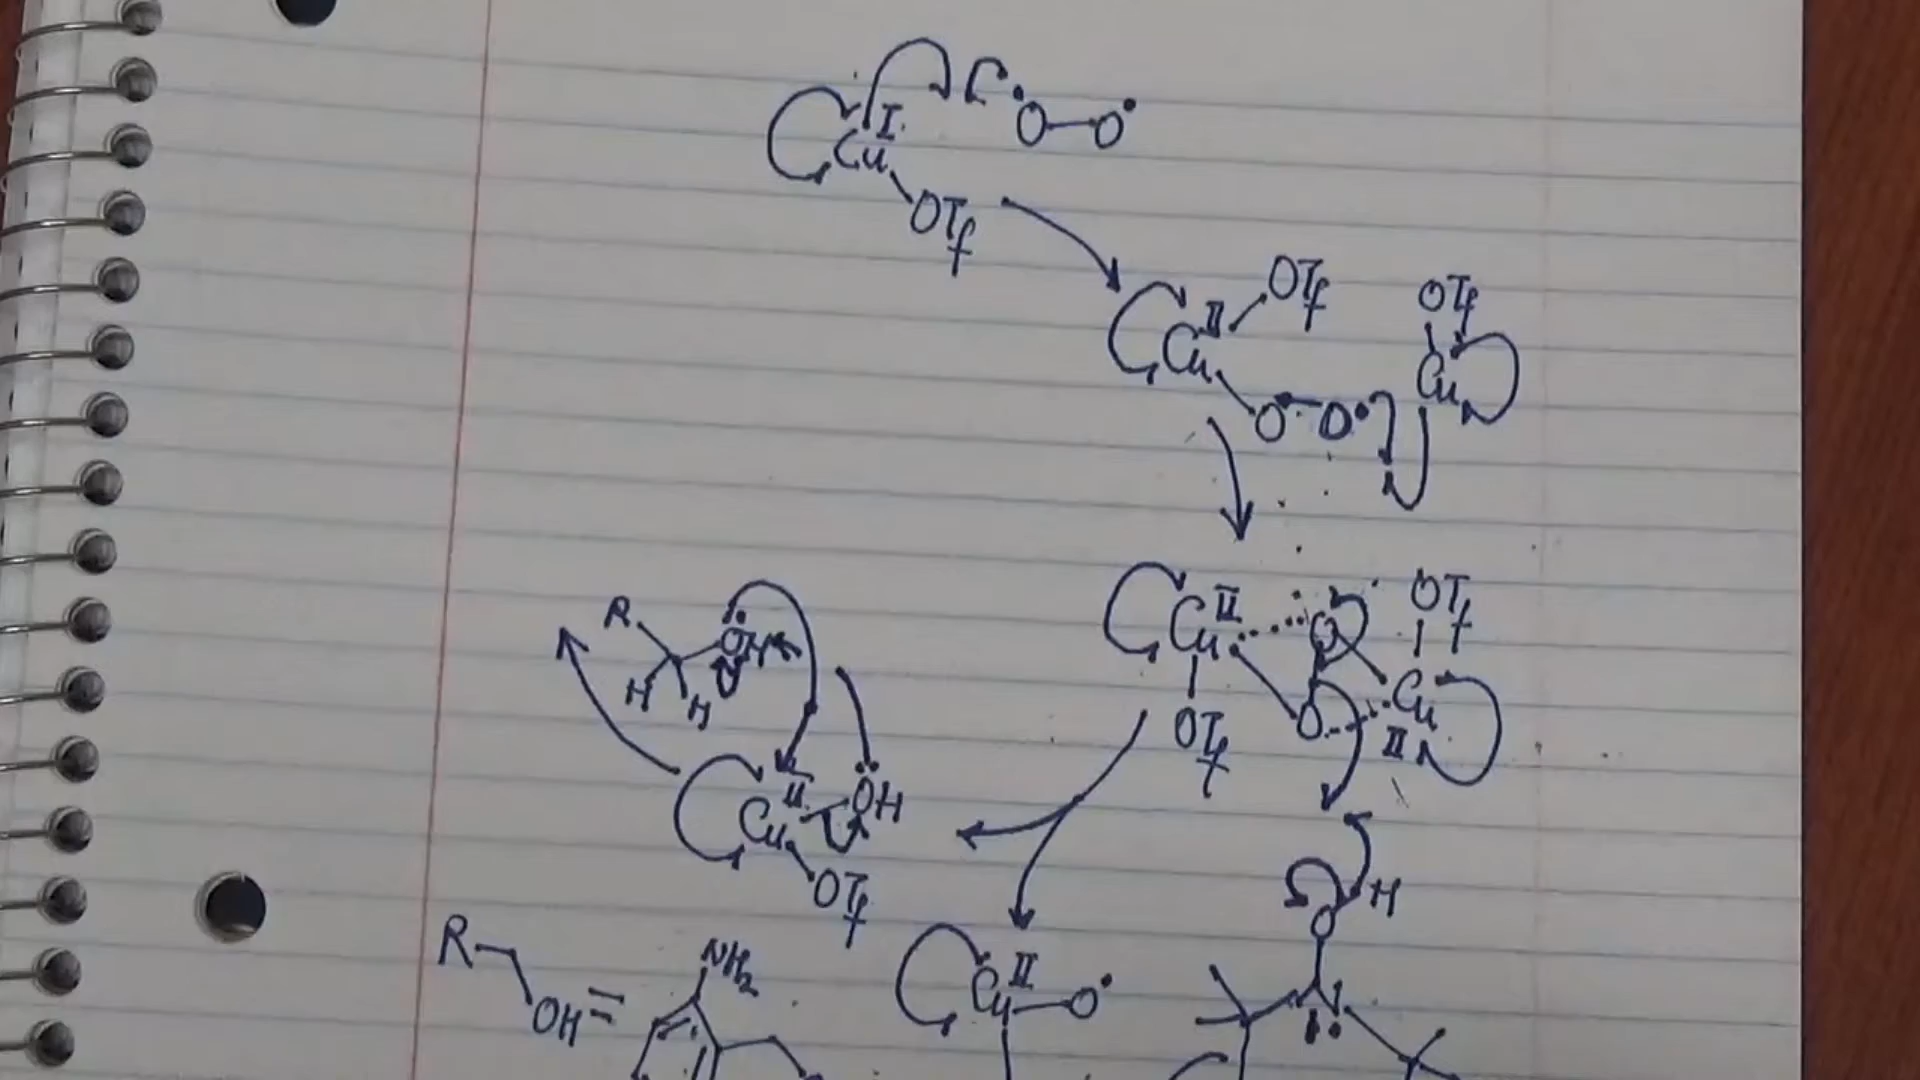 I
Cu
•O—O•
OTf
II
Cu
OTf
O—O•
OTf
Cu
II
Cu
OTf
O
O
OTf
Cu
II
R
H
H
II
Cu
OH
OTf
H
O
N
II
Cu—O•
R
OH =
NH2